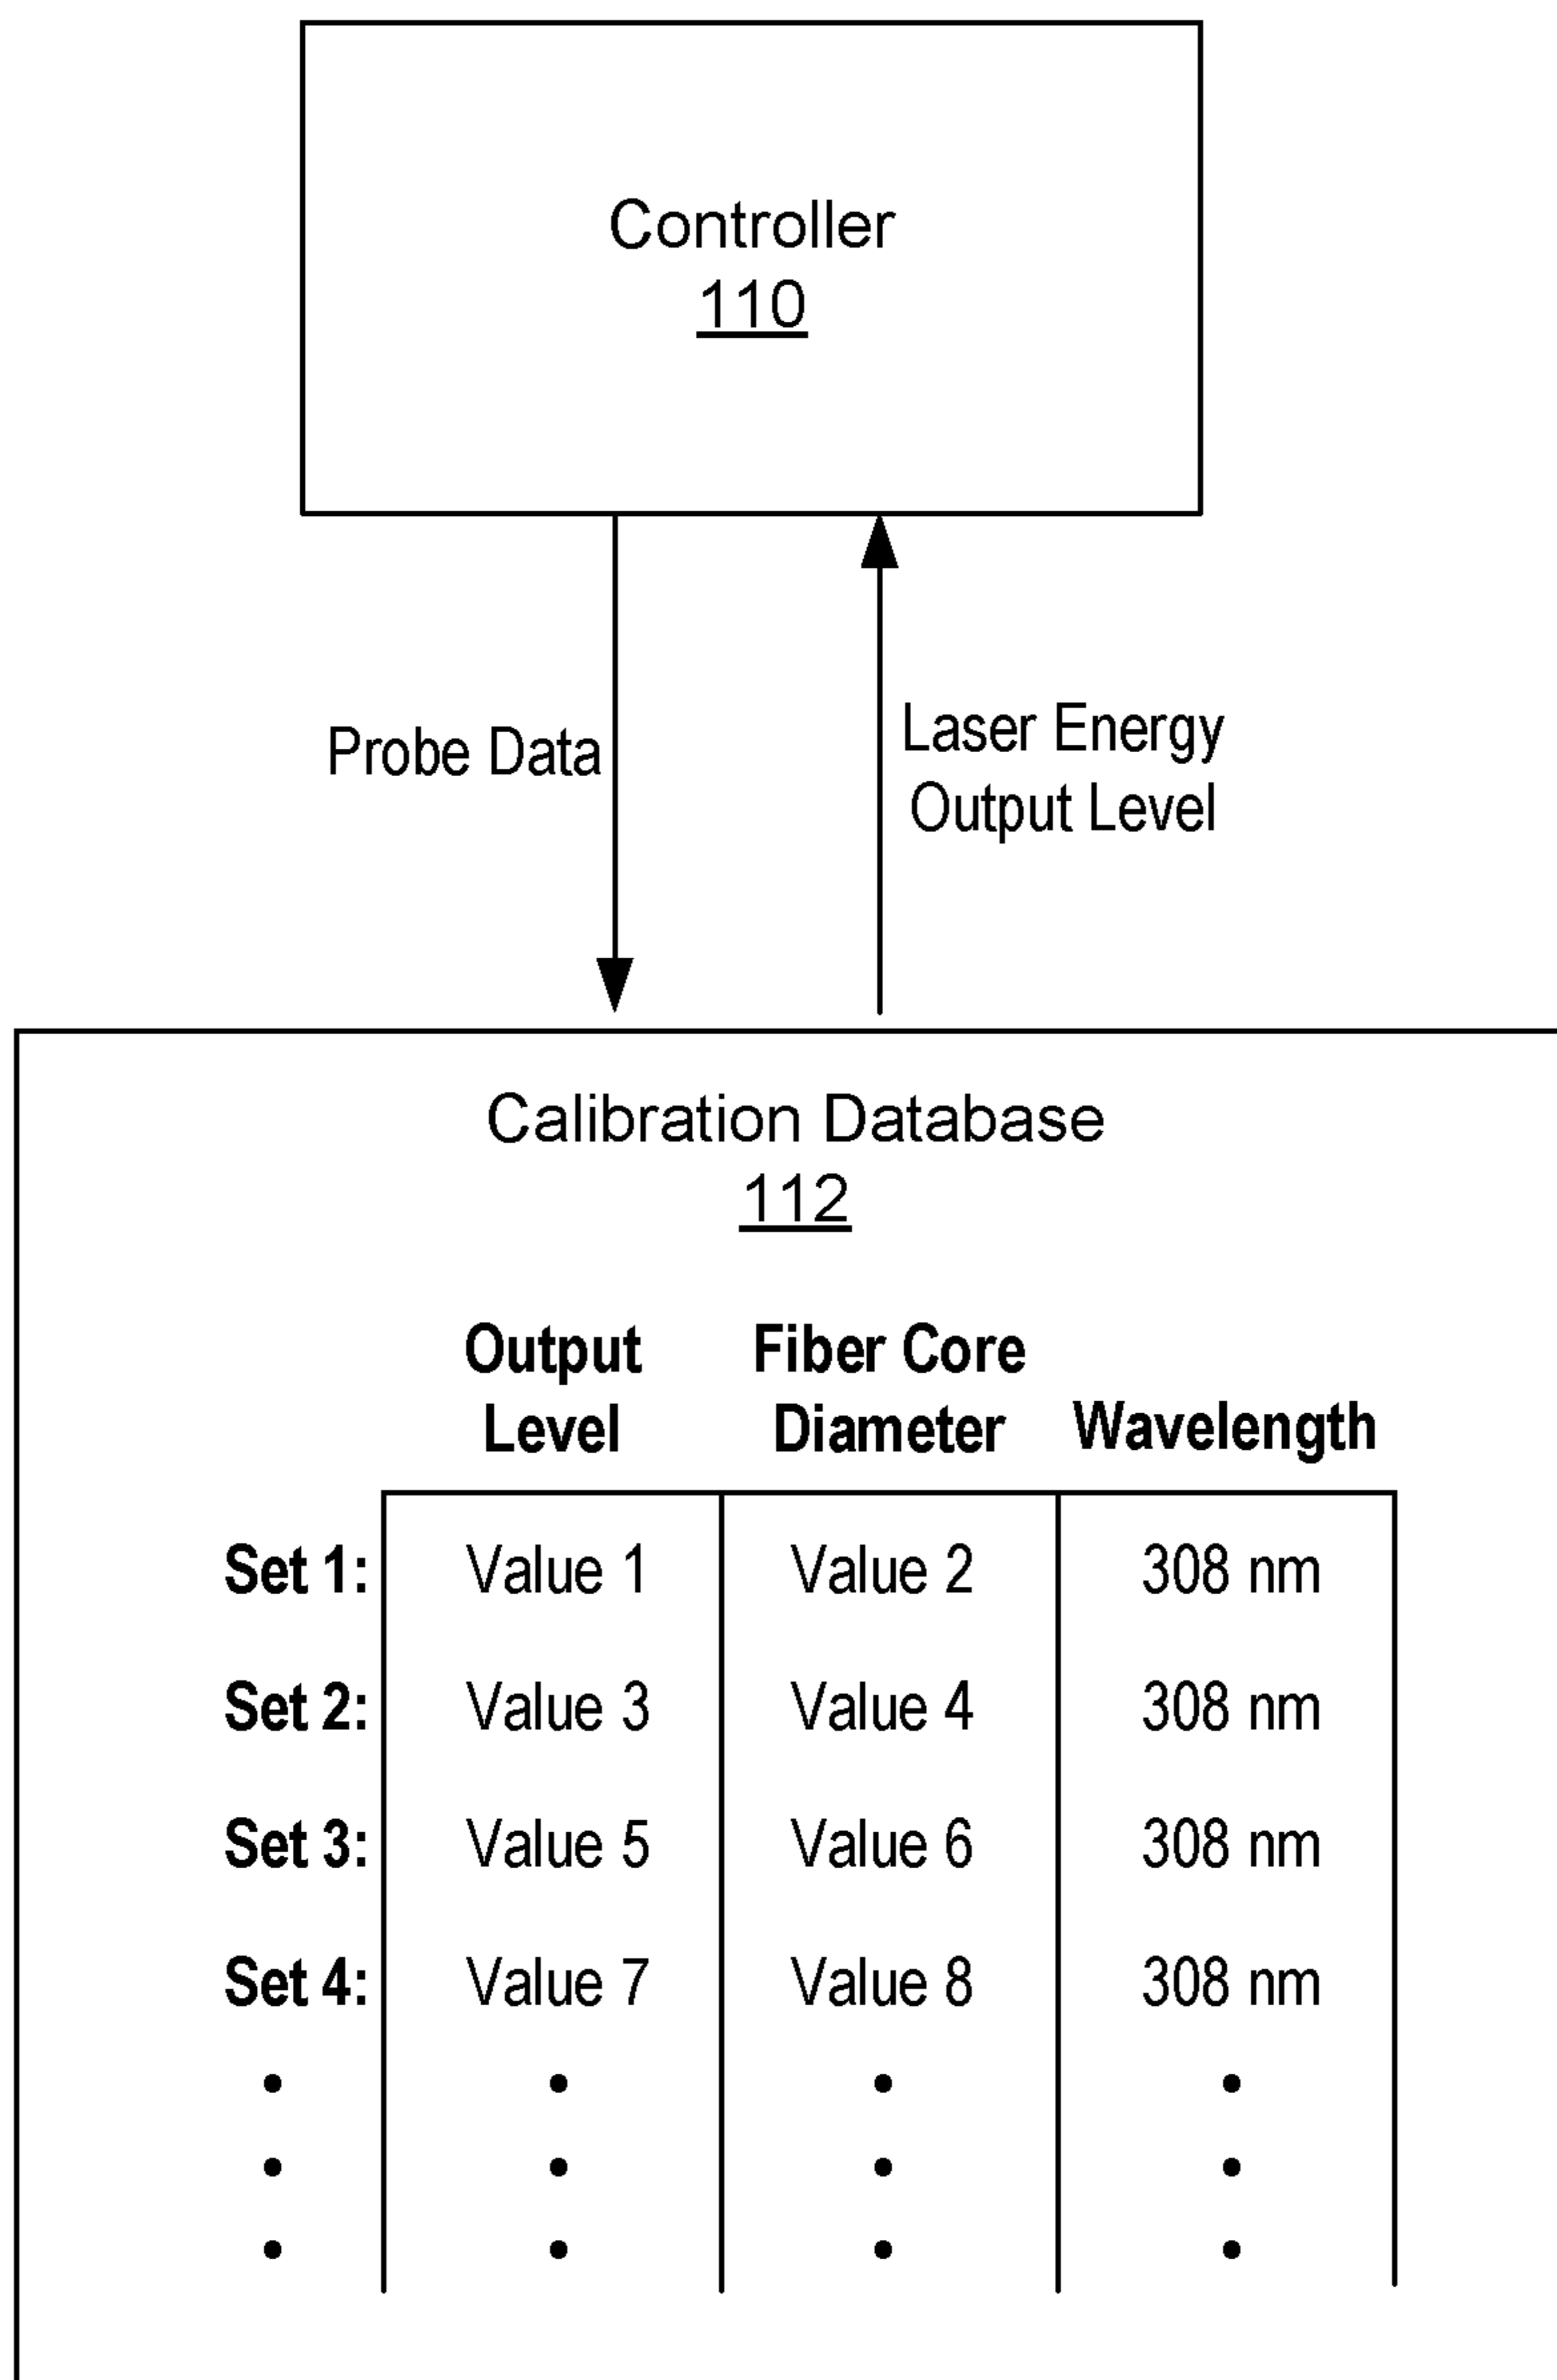 Controller
110
Probe Data
Laser Energy
Output Level
Calibration Database
112
Output
Level
Fiber Core
Diameter
Wavelength
Set 1: Value 1 Value 2 308 nm
Set 2: Value 3 Value 4 308 nm
Set 3: Value 5 Value 6 308 nm
Set 4: Value 7 Value 8 308 nm